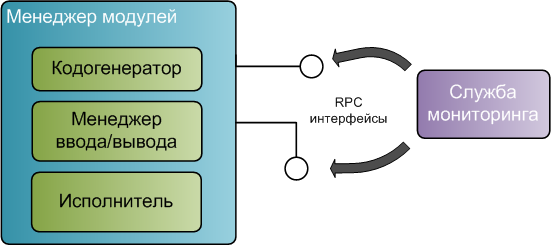 Менеджер модулей
Кодогенератор
Менеджер
ввода/вывода
Исполнитель
RPC
интерфейсы
Служба
мониторинга